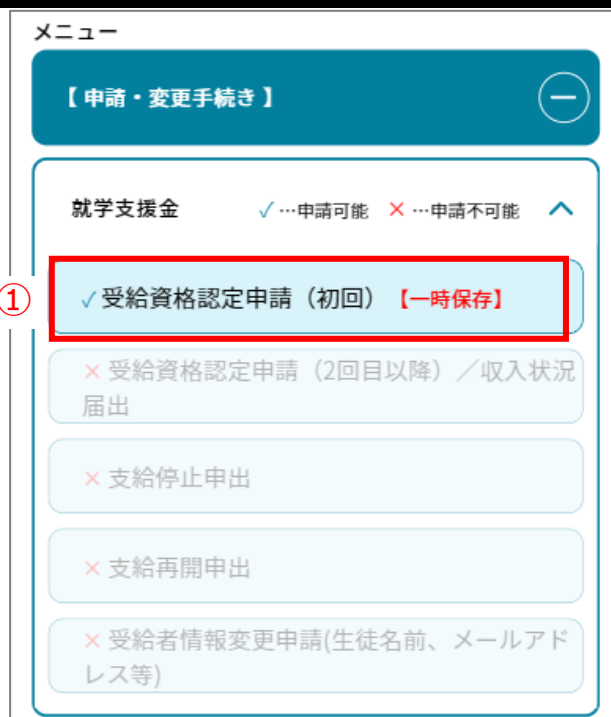 メニュー
【 申請・変更手続き 】
就学支援金 ✓ …申請可能 × …申請不可能
①
✓ 受給資格認定申請（初回）【一時保存】
× 受給資格認定申請（2回目以降）／収入状況
届出
× 支給停止申出
× 支給再開申出
× 受給者情報変更申請(生徒名前、メールアド
レス等)